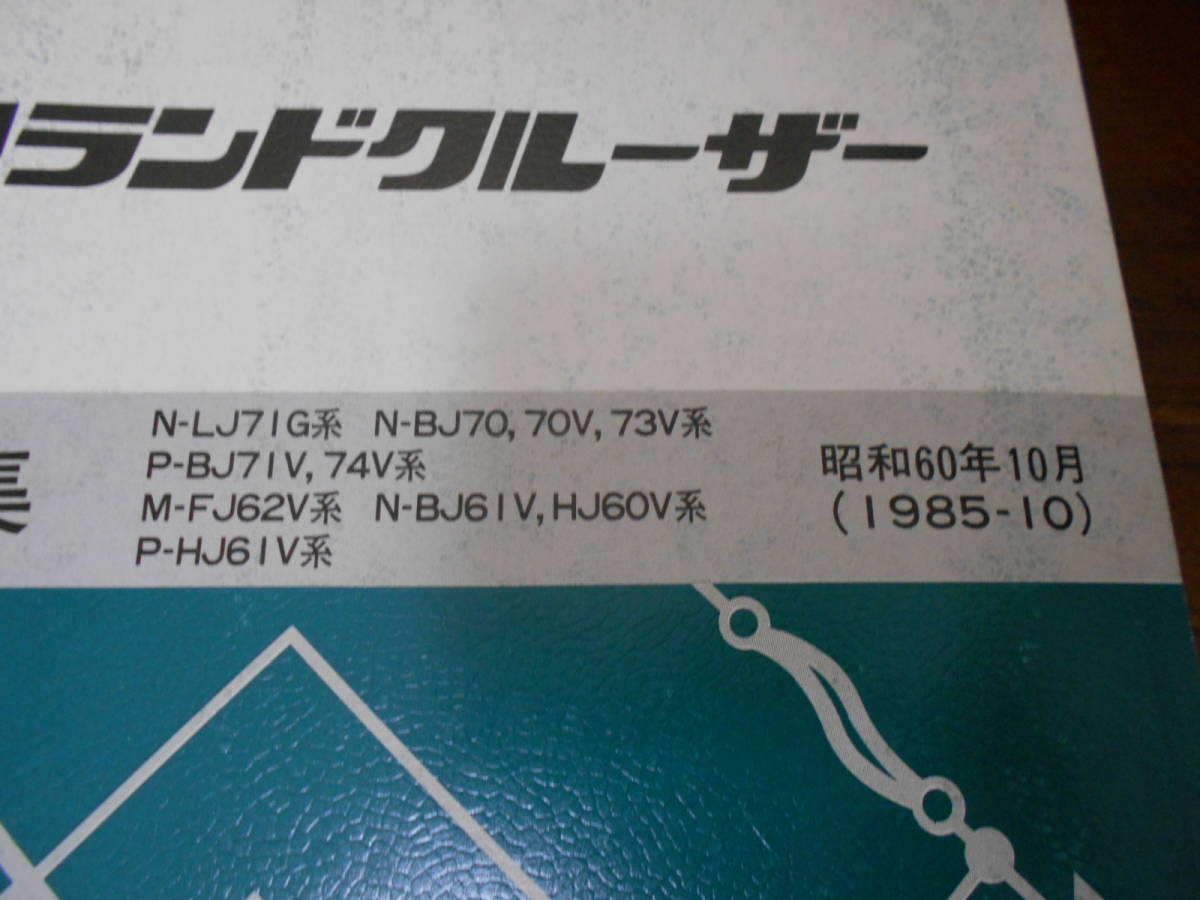 ランドクルーザー
N-LJ71G系 N-BJ70, 70V, 73V系
P-BJ71V, 74V系
M-FJ62V系 N-BJ61V, HJ60V系
P-HJ61V系
集
昭和60年10月
(1985-10)